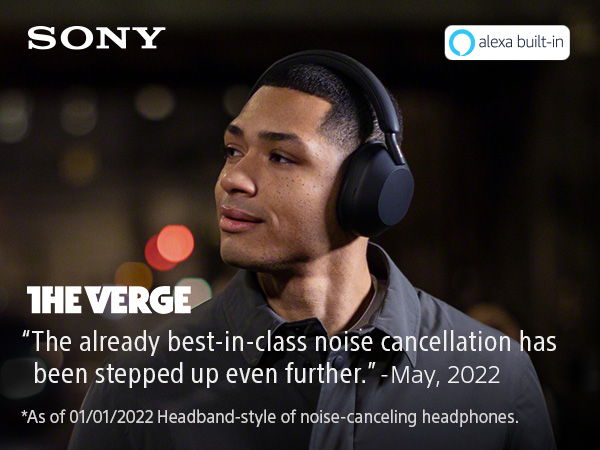 SONY
alexa built-in
THE VERGE
“The already best-in-class noise cancellation has
been stepped up even further.” - May, 2022
*As of 01/01/2022 Headband-style of noise-canceling headphones.